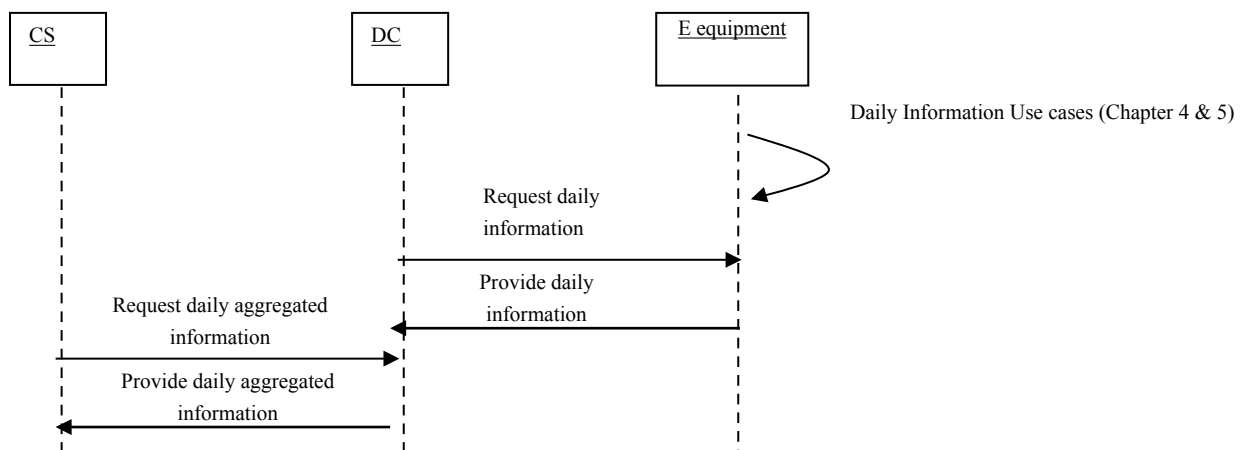 CS
DC
E equipment
Daily Information Use cases (Chapter 4 & 5)
Request daily
information
Provide daily
information
Request daily aggregated
information
Provide daily aggregated
information